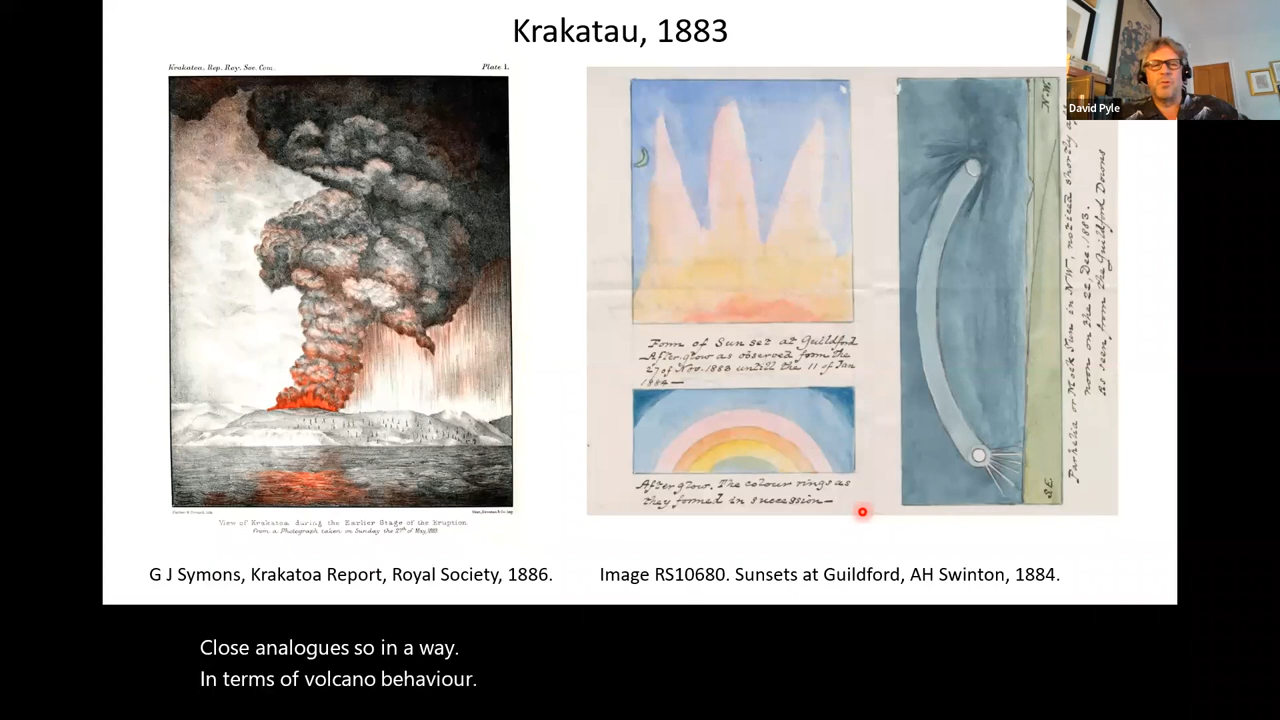 Krakatau, 1883
David Pyle
Krakatoa. Rep. Roy. Soc. Com.
Plate 1.
View of Krakatoa during the Earlier Stage of the Eruption
from a Photograph taken on Sunday the 27th of May, 1883.
Form of Sun set at Guildford
After glow as observed form the
27 of Nov. 1883 untill the 11 of Jan
1884 —
After glow. The colour rings as
they formed in succession —
N.W.
S.E.
Parhelia or Mock Sun in N.W, noticed shortly
noon on the 22 Dec. 1883.
As seen from the Guildford Downs
G J Symons, Krakatoa Report, Royal Society, 1886.
Image RS10680. Sunsets at Guildford, AH Swinton, 1884.
Close analogues so in a way.
In terms of volcano behaviour.